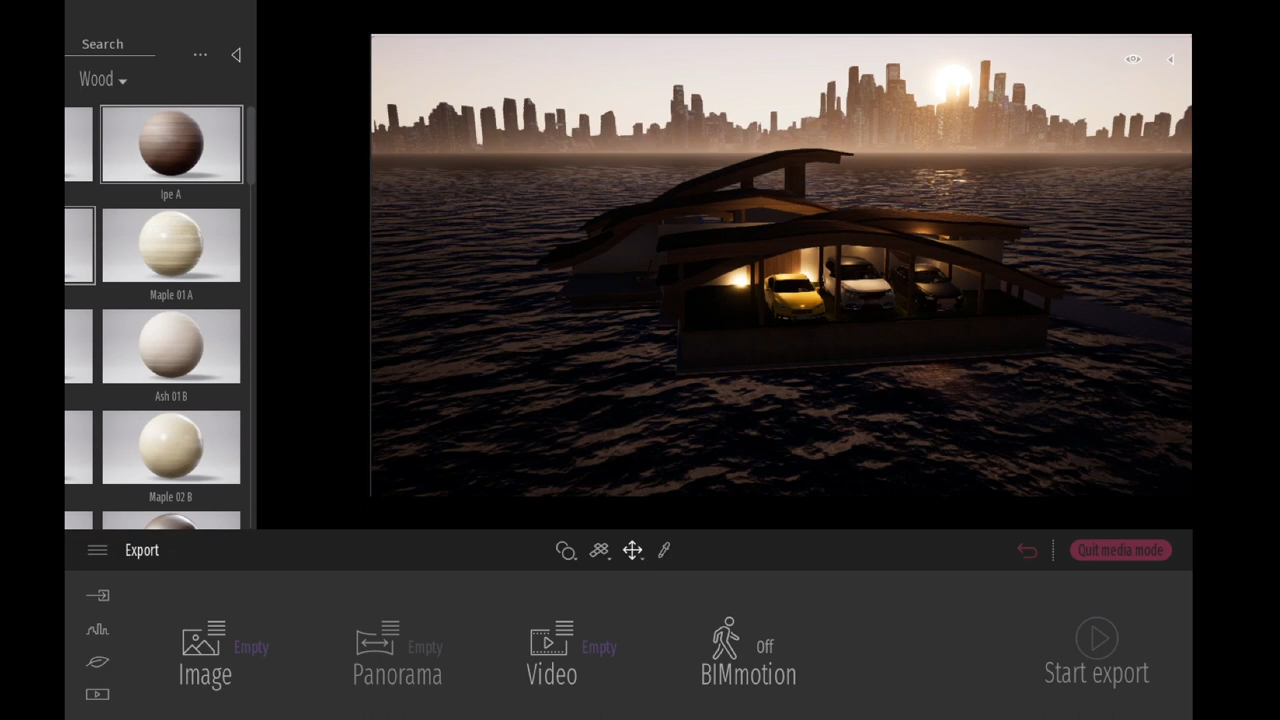 Search
Wood
Ipe A
Maple 01 A
Ash 01 B
Maple 02 B
Export
Quit media mode
Empty
Image
Empty
Panorama
Empty
Video
Off
BIMmotion
Start export